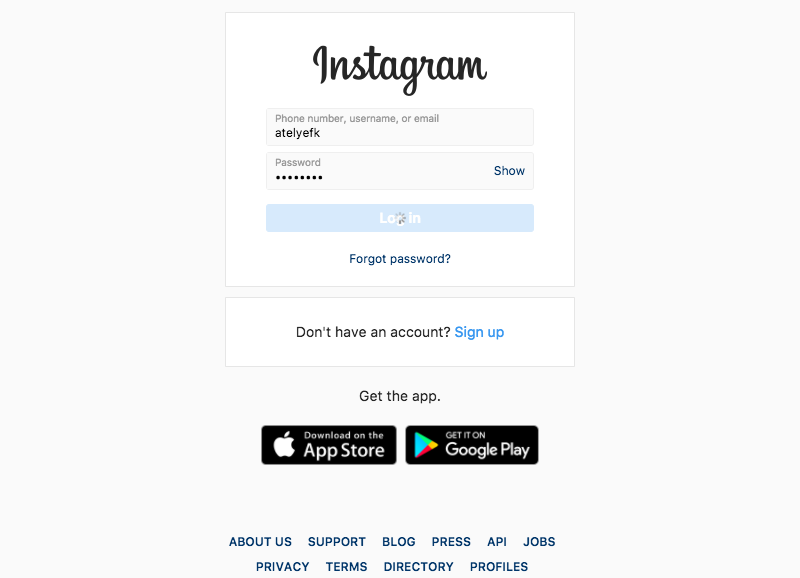 Instagram
Phone number, username, or email
atelyefk
Password
••••••••
Show
Log in
Forgot password?
Don't have an account? Sign up
Get the app.
Download on the
App Store
GET IT ON
Google Play
ABOUT US SUPPORT BLOG PRESS API JOBS
PRIVACY TERMS DIRECTORY PROFILES